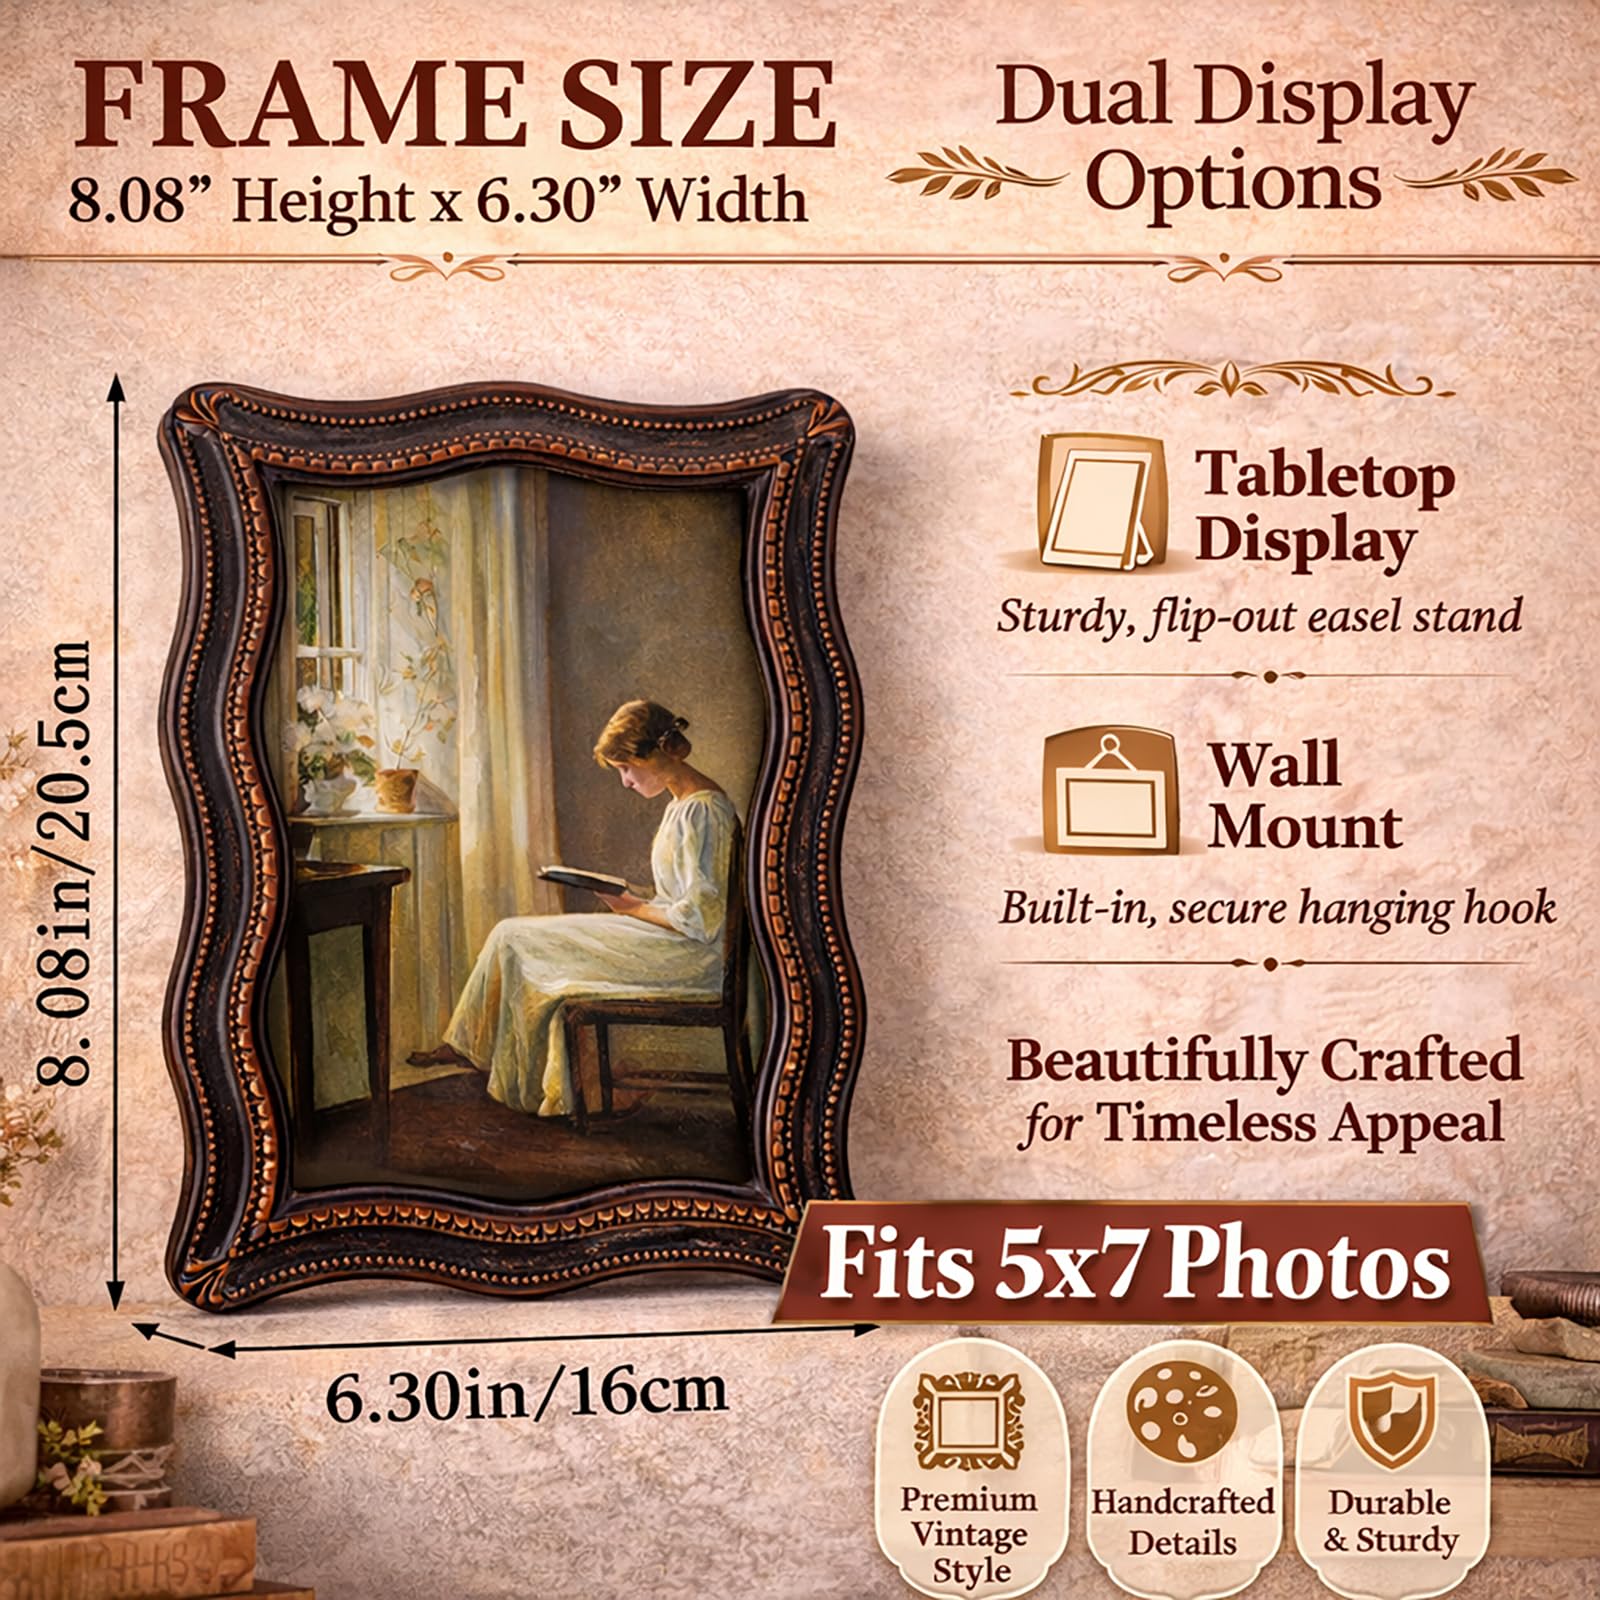 FRAME SIZE
8.08” Height x 6.30” Width
Dual Display
Options
8.08in/20.5cm
6.30in/16cm
Tabletop
Display
Sturdy, flip-out easel stand
Wall
Mount
Built-in, secure hanging hook
Beautifully Crafted
for Timeless Appeal
Fits 5x7 Photos
Premium
Vintage
Style
Handcrafted
Details
Durable
& Sturdy